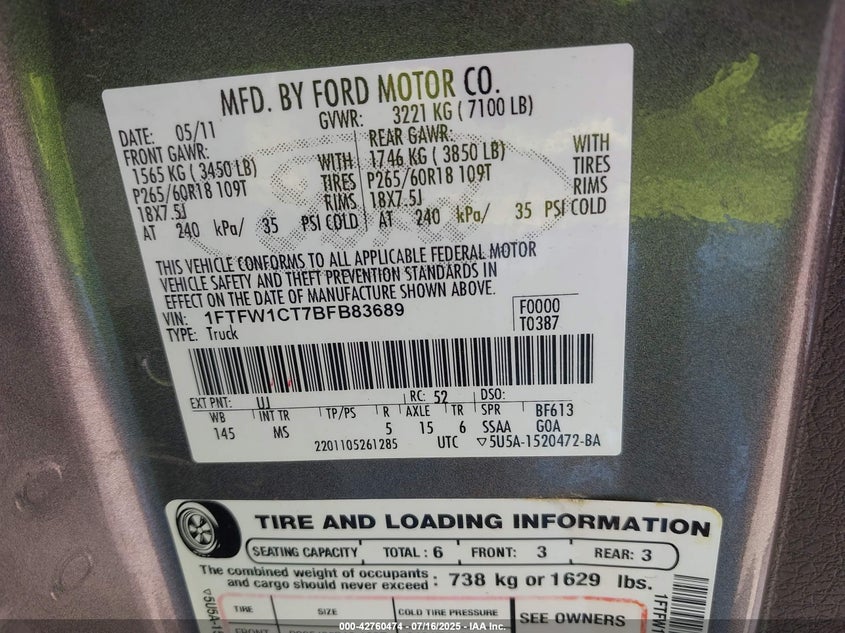 MFD. BY FORD MOTOR CO.
DATE: 05/11 GVWR: 3221 KG ( 7100 LB)
FRONT GAWR: REAR GAWR:
1565 KG ( 3450 LB) WITH 1746 KG ( 3850 LB) WITH
P265/60R18 109T TIRES P265/60R18 109T TIRES
18X7.5J RIMS 18X7.5J RIMS
AT 240 kPa/ 35 PSI COLD AT 240 kPa/ 35 PSI COLD
THIS VEHICLE CONFORMS TO ALL APPLICABLE FEDERAL MOTOR
VEHICLE SAFETY AND THEFT PREVENTION STANDARDS IN
EFFECT ON THE DATE OF MANUFACTURE SHOWN ABOVE.
VIN: 1FTFW1CT7BFB83689 F0000
TYPE: Truck T0387
EXT PNT: UJ RC: 52 DSO:
WB INT TR TP/PS R AXLE TR SPR BF613
145 MS 5 15 6 SSAA GOA
2201105261285 UTC ▽5U5A-1520472-BA
TIRE AND LOADING INFORMATION
SEATING CAPACITY TOTAL : 6 FRONT: 3 REAR: 3
The combined weight of occupants
and cargo should never exceed : 738 kg or 1629 lbs.
TIRE SIZE COLD TIRE PRESSURE SEE OWNERS
FRONT
▽5U5A-15
1FTFW1
000-42760474 - 07/16/2025 - IAA Inc.